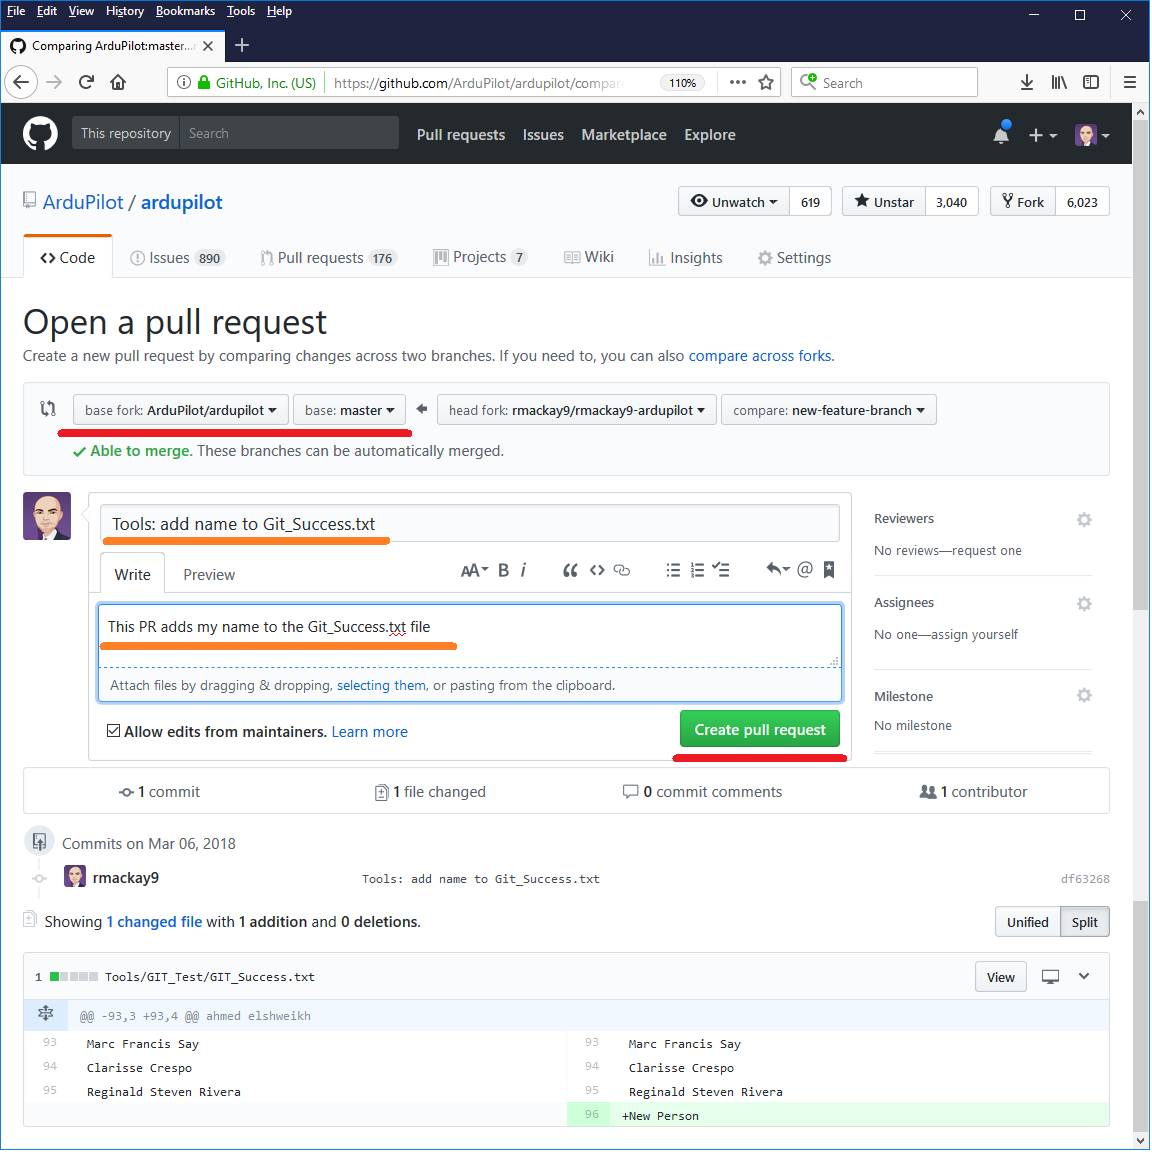 File Edit View History Bookmarks Tools Help
Comparing ArduPilot:master...
GitHub, Inc. (US) https://github.com/ArduPilot/ardupilot/compar 110% Search
This repository Search Pull requests Issues Marketplace Explore
ArduPilot / ardupilot Unwatch 619 Unstar 3,040 Fork 6,023
Code Issues 890 Pull requests 176 Projects 7 Wiki Insights Settings
Open a pull request
Create a new pull request by comparing changes across two branches. If you need to, you can also compare across forks.
base fork: ArduPilot/ardupilot base: master head fork: rmackay9/rmackay9-ardupilot compare: new-feature-branch
Able to merge. These branches can be automatically merged.
Tools: add name to Git_Success.txt
Reviewers
No reviews—request one
Write Preview AA B i
Assignees
No one—assign yourself
This PR adds my name to the Git_Success.txt file
Attach files by dragging & dropping, selecting them, or pasting from the clipboard.
Milestone
No milestone
Allow edits from maintainers. Learn more Create pull request
1 commit 1 file changed 0 commit comments 1 contributor
Commits on Mar 06, 2018
rmackay9 Tools: add name to Git_Success.txt df63268
Showing 1 changed file with 1 addition and 0 deletions. Unified Split
1 Tools/GIT_Test/GIT_Success.txt View
@@ -93,3 +93,4 @@ ahmed elshweikh
93 Marc Francis Say 93 Marc Francis Say
94 Clarisse Crespo 94 Clarisse Crespo
95 Reginald Steven Rivera 95 Reginald Steven Rivera
96 +New Person